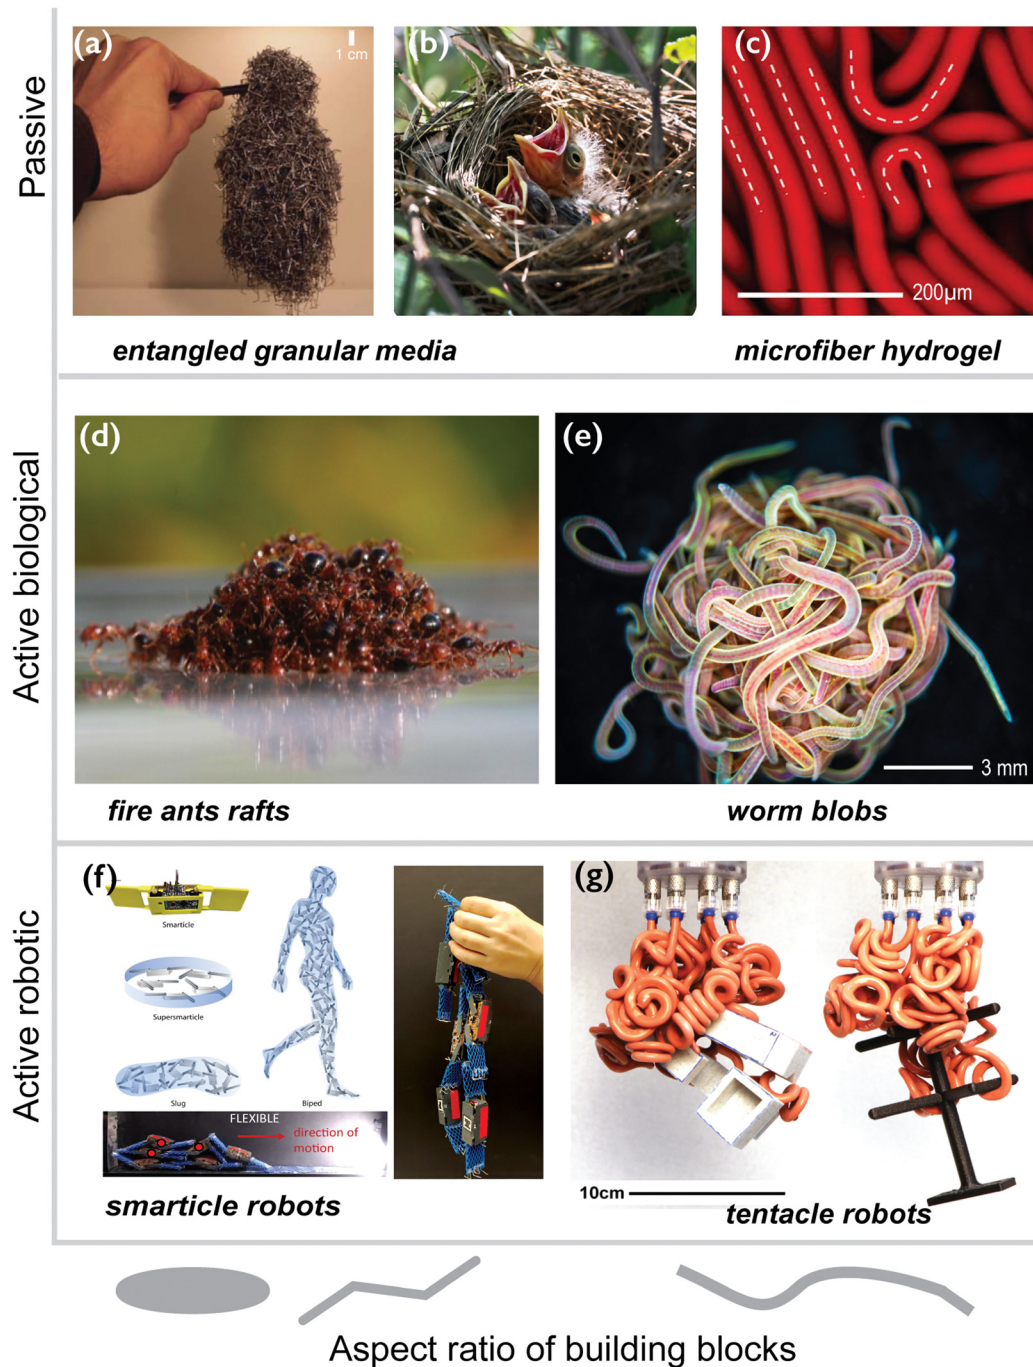 Passive
(a)
1 cm
(b)
(c)
200µm
entangled granular media
microfiber hydrogel
Active biological
(d)
(e)
3 mm
fire ants rafts
worm blobs
Active robotic
(f)
Smarticle
Supersmarticle
Slug
Biped
FLEXIBLE
direction of
motion
(g)
10cm
smarticle robots
tentacle robots
Aspect ratio of building blocks